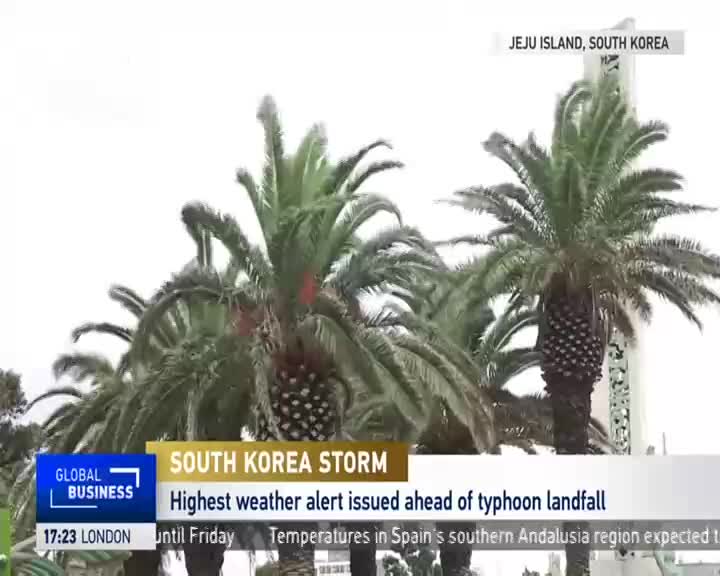 JEJU ISLAND, SOUTH KOREA
SOUTH KOREA STORM
GLOBAL
BUSINESS
Highest weather alert issued ahead of typhoon landfall
17:23 LONDON
until Friday Temperatures in Spain's southern Andalusia region expected t